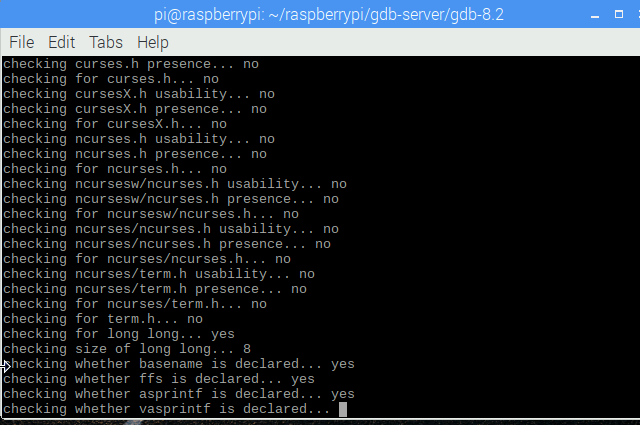 pi@raspberrypi: ~/raspberrypi/gdb-server/gdb-8.2
File Edit Tabs Help
checking curses.h presence... no
checking for curses.h... no
checking cursesX.h usability... no
checking cursesX.h presence... no
checking for cursesX.h... no
checking ncurses.h usability... no
checking ncurses.h presence... no
checking for ncurses.h... no
checking ncursesw/ncurses.h usability... no
checking ncursesw/ncurses.h presence... no
checking for ncursesw/ncurses.h... no
checking ncurses/ncurses.h usability... no
checking ncurses/ncurses.h presence... no
checking for ncurses/ncurses.h... no
checking ncurses/term.h usability... no
checking ncurses/term.h presence... no
checking for ncurses/term.h... no
checking for term.h... no
checking for long long... yes
checking size of long long... 8
checking whether basename is declared... yes
checking whether ffs is declared... yes
checking whether asprintf is declared... yes
checking whether vasprintf is declared...